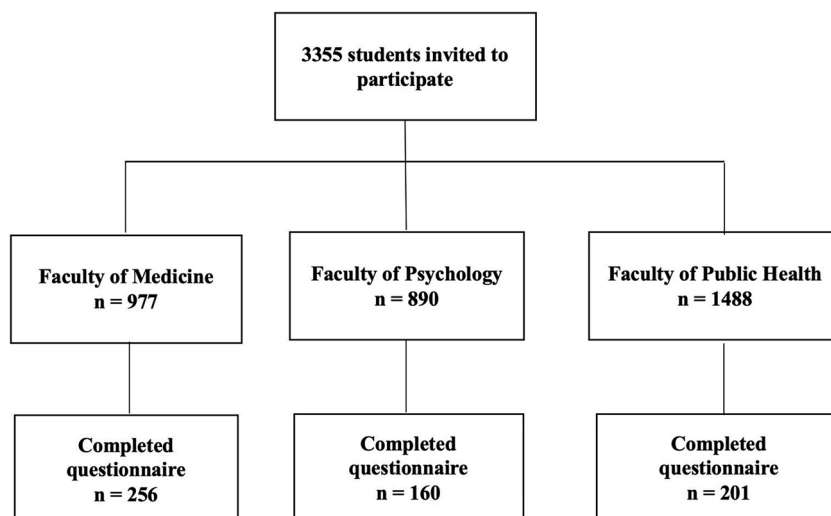 3355 students invited to
participate
Faculty of Medicine
n = 977
Faculty of Psychology
n = 890
Faculty of Public Health
n = 1488
Completed
questionnaire
n = 256
Completed
questionnaire
n = 160
Completed
questionnaire
n = 201